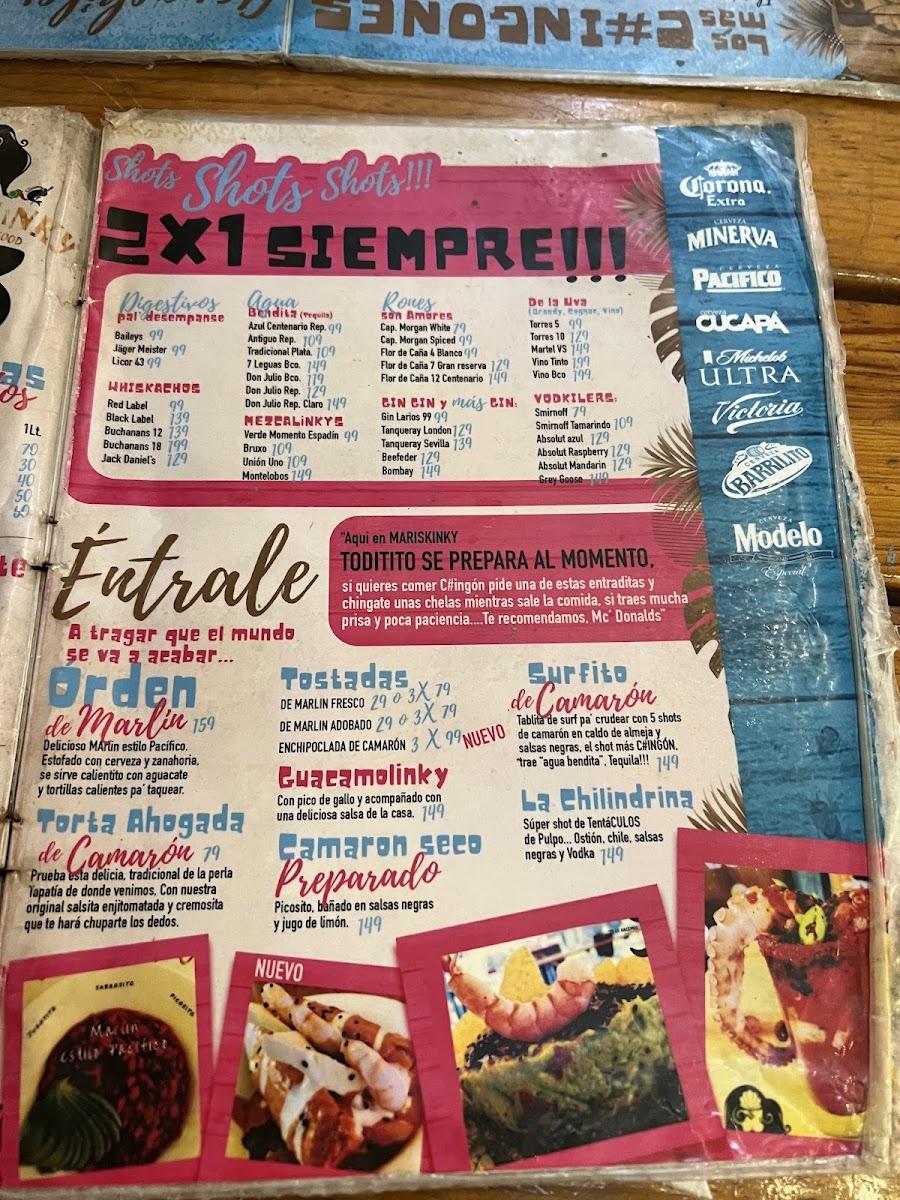 LOS
más
C#INGONES
Shots Shots Shots!!!
2X1 SIEMPRE!!!
Digestivos
pal desempanse
Baileys 99
Jäger Meister 99
Licor 43 99
WHISKACHOS
Red Label 99
Black Label 139
Buchanans 12 139
Buchanans 18 199
Jack Daniel's 129
Agua
Bendita (Tequila)
Azul Centenario Rep. 99
Antiguo Rep. 109
Tradicional Plata. 109
7 Leguas Bco. 149
Don Julio Bco. 119
Don Julio Rep. 129
Don Julio Rep. Claro 149
MEZCALINKYS
Verde Momento Espadín 99
Bruxo 109
Unión Uno 109
Montelobos 149
Rones
son Amores
Cap. Morgan White 79
Cap. Morgan Spiced 99
Flor de Caña 4 Blanco 99
Flor de Caña 7 Gran reserva 129
Flor de Caña 12 Centenario 149
GIN GIN y más GIN:
Gin Larios 99 99
Tanqueray London 129
Tanqueray Sevilla 139
Beefeder 129
Bombay 149
De la Uva
(Brandy, Cognac, Vino)
Torres 5 99
Torres 10 129
Martel VS 149
Vino Tinto 199
Vino Bco 199
VODKILERS:
Smirnoff 79
Smirnoff Tamarindo 109
Absolut azul 129
Absolut Raspberry 129
Absolut Mandarin 129
Grey Goose 149
Corona
Extra
CERVEZA
MINERVA
CERVEZA
PACIFICO
cerveza
CUCAPÁ
Michelob
ULTRA
Victoria
CERVEZA
BARRILITO
CERVEZA
Modelo
Especial
1Lt.
70
30
40
50
Éntrale
A tragar que el mundo
se va a acabar...
"Aqui en MARISKINKY
TODITITO SE PREPARA AL MOMENTO,
si quieres comer C#ingón pide una de estas entraditas y
chingate unas chelas mientras sale la comida, si traes mucha
prisa y poca paciencia....Te recomendamos, Mc' Donalds"
Orden
de Marlin 159
Delicioso MArlin estilo Pacífico.
Estofado con cerveza y zanahoria,
se sirve calientito con aguacate
y tortillas calientes pa' taquear.
Torta Ahogada
de Camarón 79
Prueba esta delicia, tradicional de la perla
Tapatía de donde venimos, Con nuestra
original salsita enjitomatada y cremosita
que te hará chuparte los dedos.
Tostadas
DE MARLIN FRESCO 29 ó 3X 79
DE MARLIN ADOBADO 29 ó 3X 79
ENCHIPOCLADA DE CAMARÓN 3 X 99 NUEVO
Guacamolinky
Con pico de gallo y acompañado con
una deliciosa salsa de la casa. 149
Camaron seco
Preparado
Picosito, bañado en salsas negras
y jugo de limón. 149
Surfito
de Camarón
Tablita de surf pa' crudear con 5 shots
de camarón en caldo de almeja y
salsas negras, el shot más C#INGÓN,
trae "agua bendita", Tequila!!! 149
La Chilindrina
Súper shot de TentáCULOS
de Pulpo... Ostión, chile, salsas
negras y Vodka 149
SABROSITO
PICOSITO
Marlin
estilo Pacífico
NUEVO